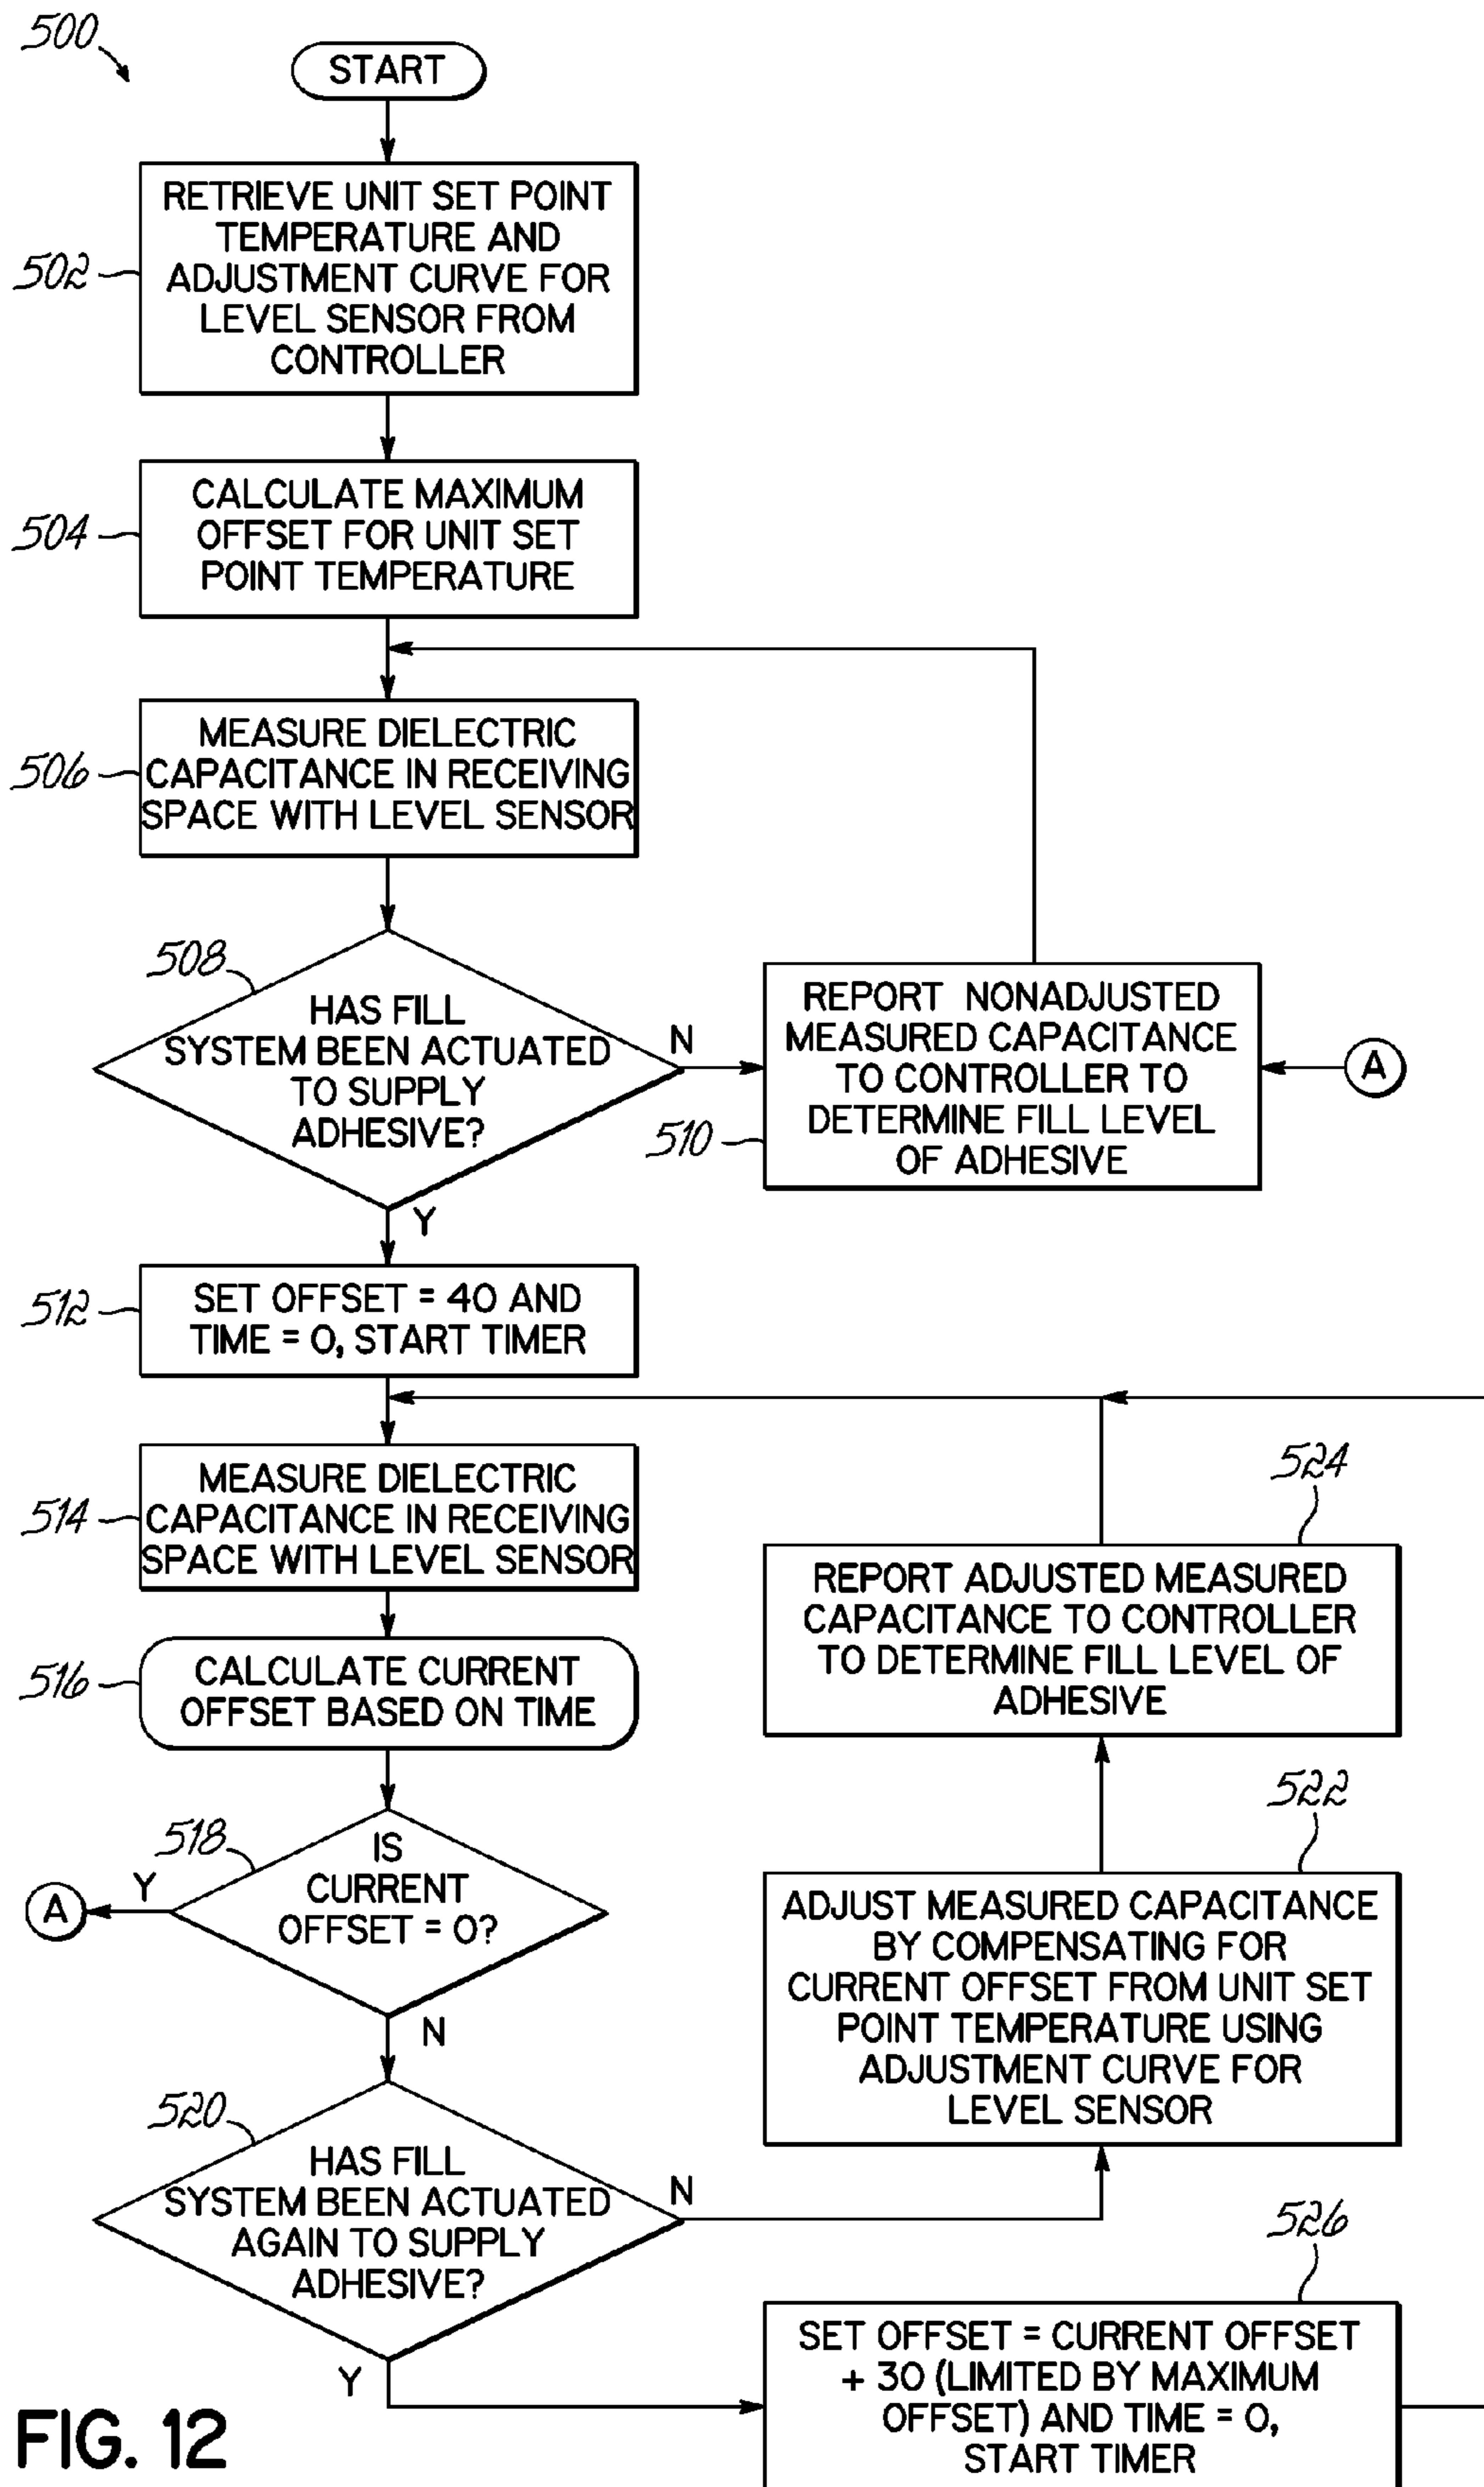 500
START
502
RETRIEVE UNIT SET POINT
TEMPERATURE AND
ADJUSTMENT CURVE FOR
LEVEL SENSOR FROM
CONTROLLER
504
CALCULATE MAXIMUM
OFFSET FOR UNIT SET
POINT TEMPERATURE
506
MEASURE DIELECTRIC
CAPACITANCE IN RECEIVING
SPACE WITH LEVEL SENSOR
508
HAS FILL
SYSTEM BEEN ACTUATED
TO SUPPLY
ADHESIVE?
N
510
REPORT NONADJUSTED
MEASURED CAPACITANCE
TO CONTROLLER TO
DETERMINE FILL LEVEL
OF ADHESIVE
A
Y
512
SET OFFSET = 40 AND
TIME = 0, START TIMER
514
MEASURE DIELECTRIC
CAPACITANCE IN RECEIVING
SPACE WITH LEVEL SENSOR
516
CALCULATE CURRENT
OFFSET BASED ON TIME
518
IS
CURRENT
OFFSET = 0?
Y
A
N
520
HAS FILL
SYSTEM BEEN ACTUATED
AGAIN TO SUPPLY
ADHESIVE?
N
522
ADJUST MEASURED CAPACITANCE
BY COMPENSATING FOR
CURRENT OFFSET FROM UNIT SET
POINT TEMPERATURE USING
ADJUSTMENT CURVE FOR
LEVEL SENSOR
524
REPORT ADJUSTED MEASURED
CAPACITANCE TO CONTROLLER
TO DETERMINE FILL LEVEL OF
ADHESIVE
Y
526
SET OFFSET = CURRENT OFFSET
+ 30 (LIMITED BY MAXIMUM
OFFSET) AND TIME = 0,
START TIMER
FIG. 12